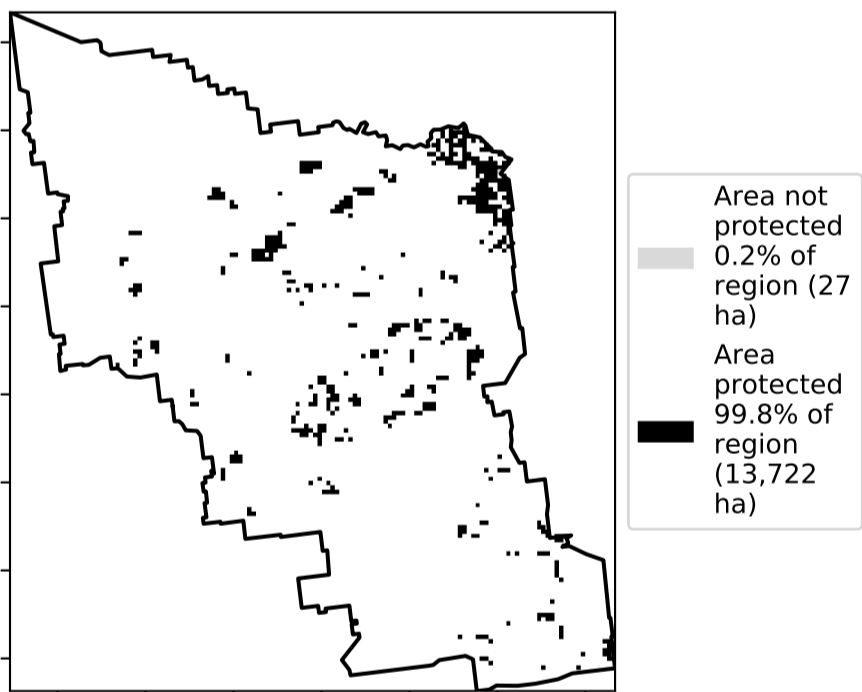 Area not
protected
0.2% of
region (27
ha)
Area
protected
99.8% of
region
(13,722
ha)